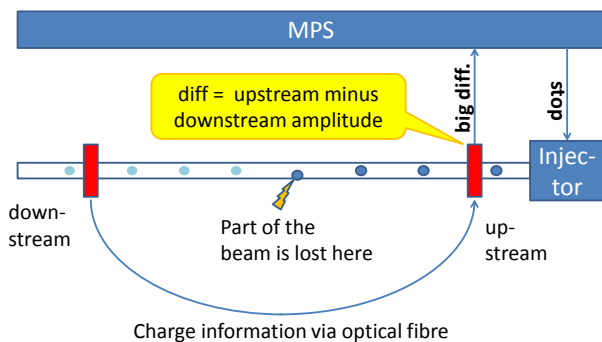 MPS
diff =  upstream minus
downstream amplitude
big diff.
stop
Injec-
tor
down-
stream
Part of the
beam is lost here
up-
stream
Charge information via optical fibre